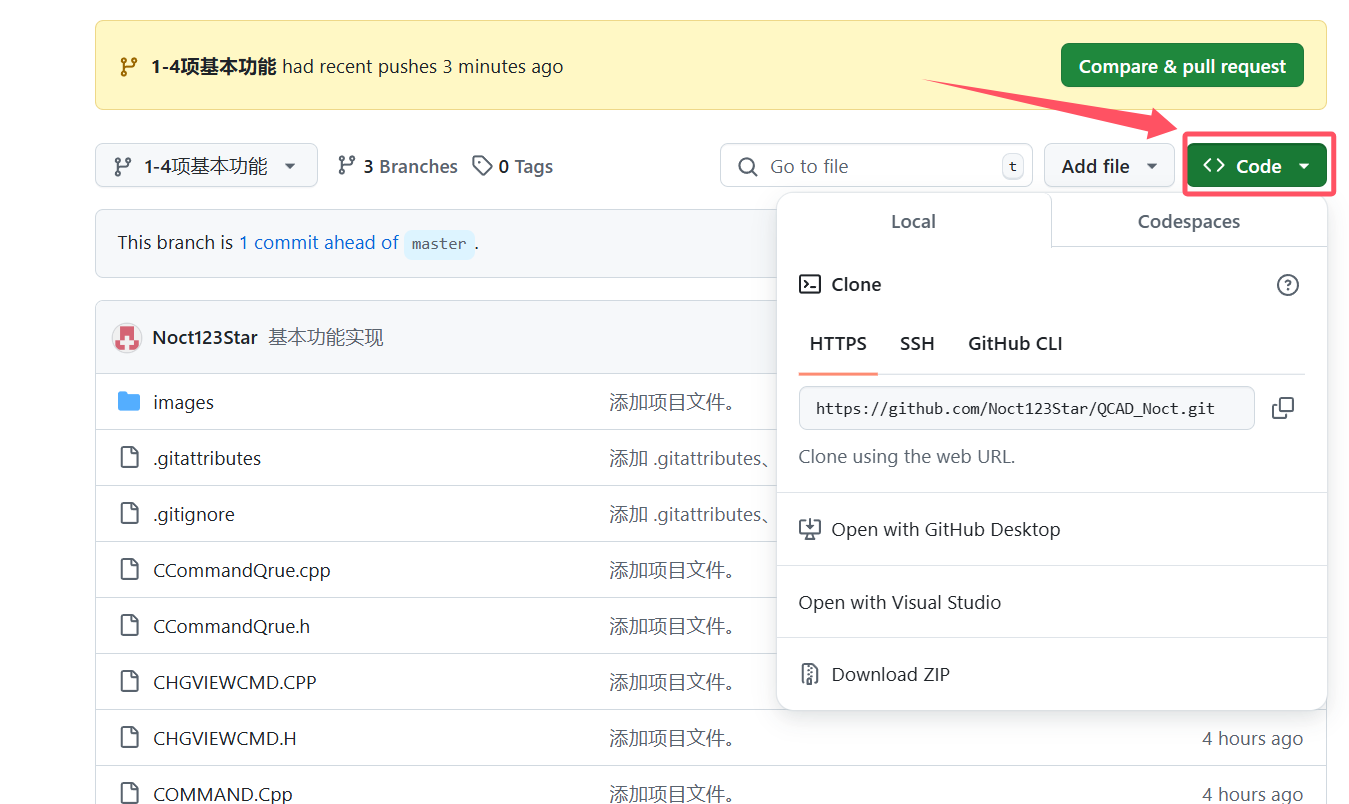 1-4项基本功能 had recent pushes 3 minutes ago
Compare & pull request
1-4项基本功能
3 Branches
0 Tags
Go to file
t
Add file
Code
This branch is 1 commit ahead of master .
Local
Codespaces
Clone
HTTPS
SSH
GitHub CLI
https://github.com/Noct123Star/QCAD_Noct.git
Clone using the web URL.
Open with GitHub Desktop
Open with Visual Studio
Download ZIP
Noct123Star 基本功能实现
images 添加项目文件。
.gitattributes 添加 .gitattributes、
.gitignore 添加 .gitattributes、
CCommandQrue.cpp 添加项目文件。
CCommandQrue.h 添加项目文件。
CHGVIEWCMD.CPP 添加项目文件。
CHGVIEWCMD.H 添加项目文件。 4 hours ago
COMMAND.Cpp 添加项目文件。 4 hours ago